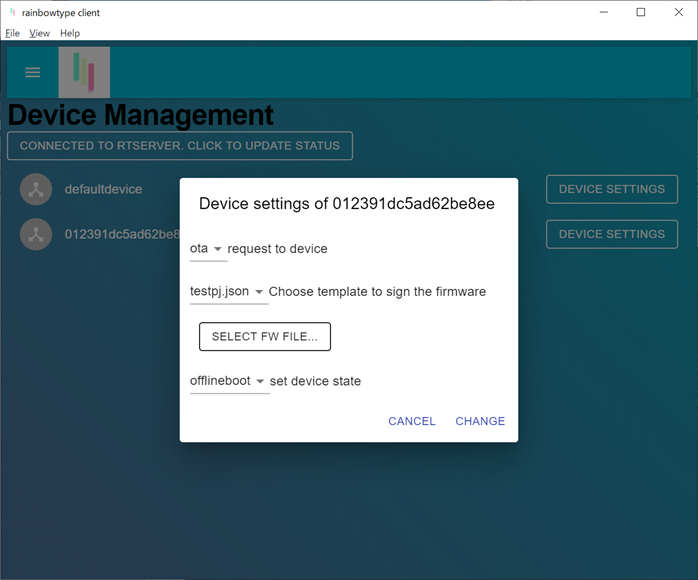 rainbowtype client
File View Help
Device Management
CONNECTED TO RTSERVER. CLICK TO UPDATE STATUS
defaultdevice DEVICE SETTINGS
012391dc5ad62be8 DEVICE SETTINGS
Device settings of 012391dc5ad62be8ee
ota request to device
testpj.json Choose template to sign the firmware
SELECT FW FILE...
offlineboot set device state
CANCEL CHANGE